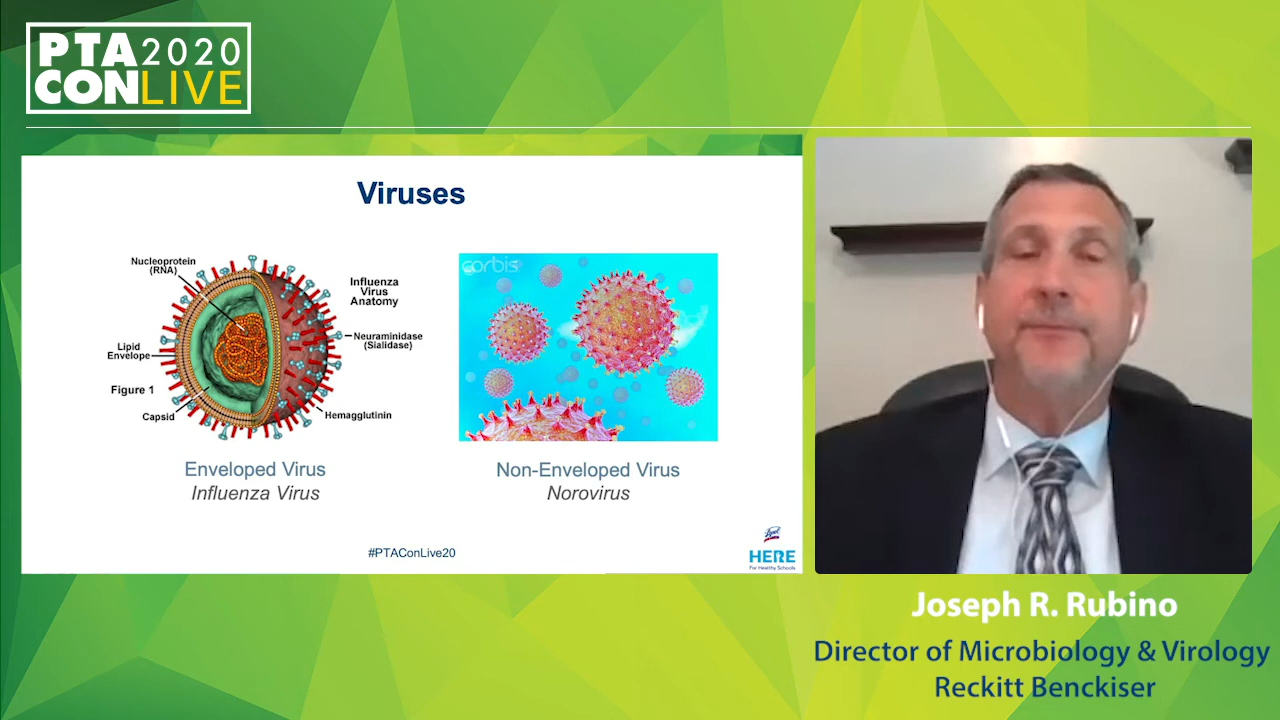 PTA2020
CONLIVE
Viruses
Nucleoprotein
(RNA)
Lipid
Envelope
Figure 1
Capsid
Influenza
Virus
Anatomy
Neuraminidase
(Sialidase)
Hemagglutinin
corbis
Enveloped Virus
Influenza Virus
Non-Enveloped Virus
Norovirus
#PTAConLive20
Lysol
HERE
For Healthy Schools
Joseph R. Rubino
Director of Microbiology & Virology
Reckitt Benckiser